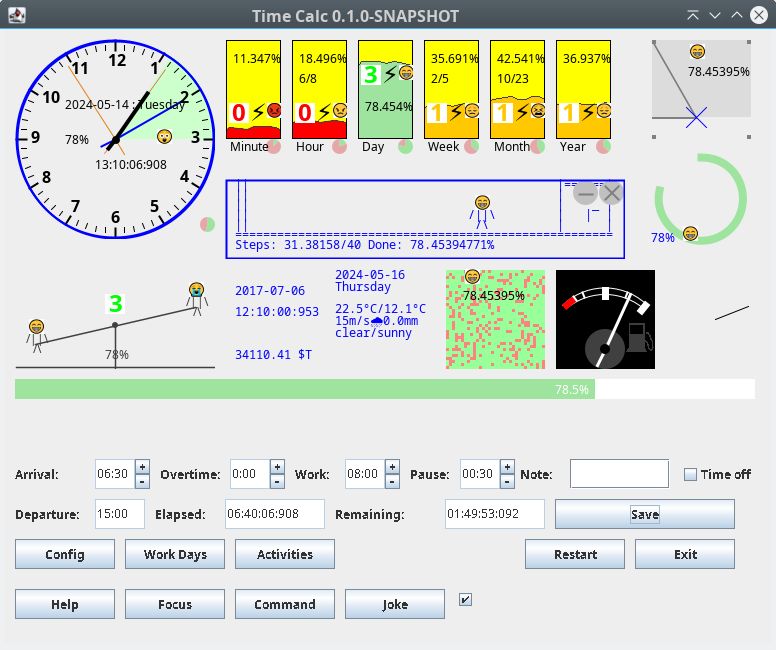 Time Calc 0.1.0-SNAPSHOT
12
11
1
10
2
2024-05-14 : Tuesday
78%
9
3
13:10:06:908
8
4
7
5
6
11.347%
0
Minute
18.496%
6/8
0
Hour
3
78.454%
Day
35.691%
2/5
1
Week
42.541%
10/23
1
Month
36.937%
1
Year
78.45395%
Steps: 31.38158/40 Done: 78.45394771%
78%
3
78%
2017-07-06
12:10:00:953
34110.41 $T
2024-05-16
Thursday
22.5°C/12.1°C
15m/s🌧0.0mm
clear/sunny
78.45395%
78.5%
Arrival: 06:30 + - Overtime: 0:00 + - Work: 08:00 + - Pause: 00:30 + - Note: Time off
Departure: 15:00 Elapsed: 06:40:06:908 Remaining: 01:49:53:092 Save
Config Work Days Activities Restart Exit
Help Focus Command Joke